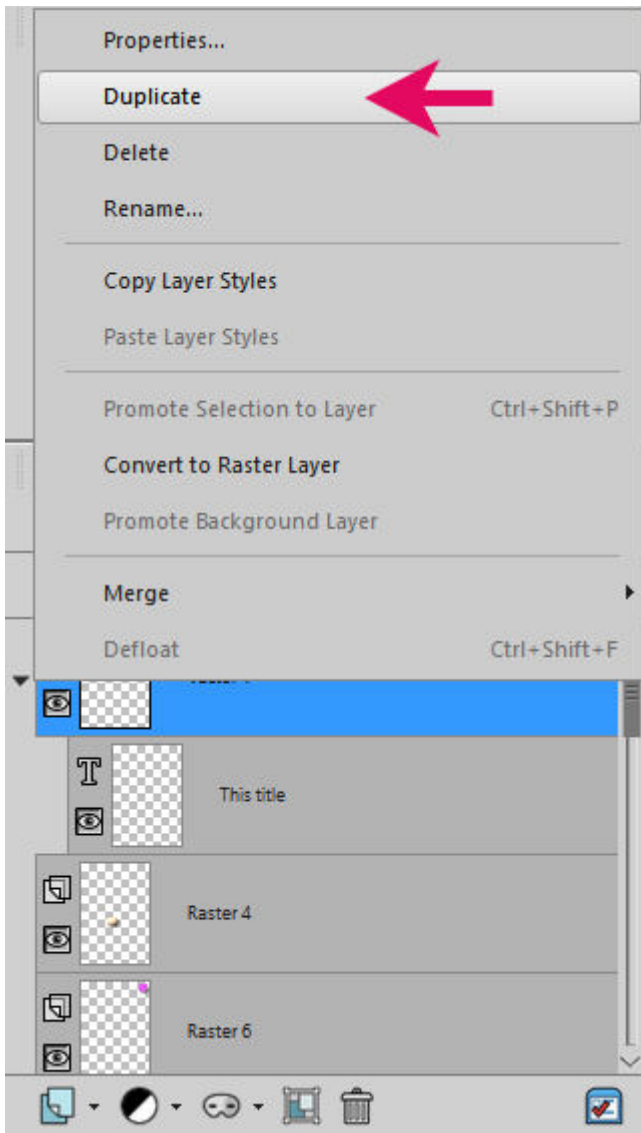 Properties...
Duplicate
Delete
Rename...
Copy Layer Styles
Paste Layer Styles
Promote Selection to Layer Ctrl+Shift+P
Convert to Raster Layer
Promote Background Layer
Merge
Defloat Ctrl+Shift+F
This title
Raster 4
Raster 6